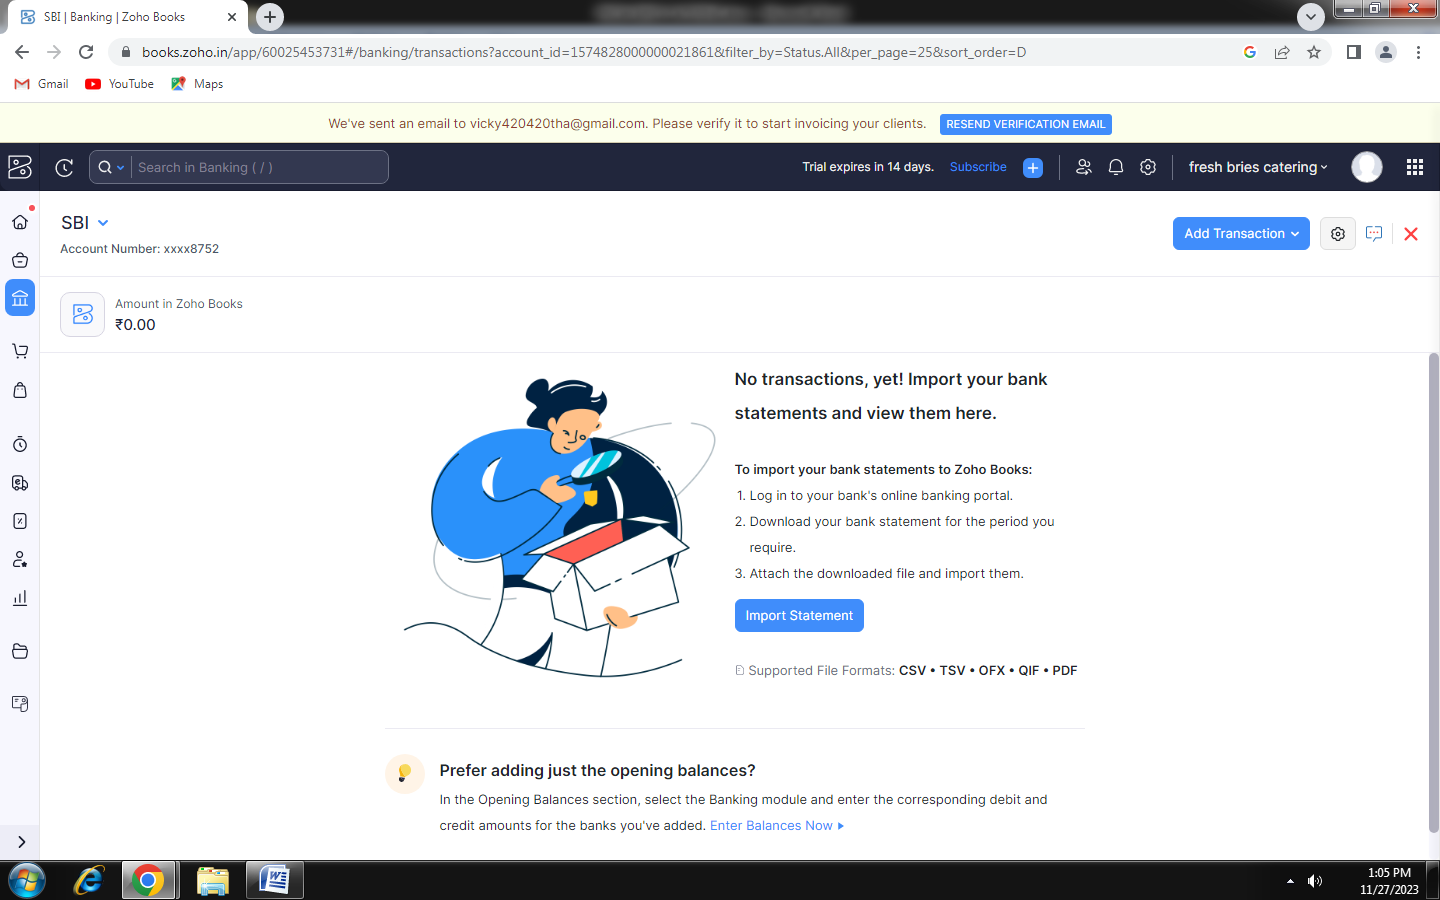 SBI | Banking | Zoho Books
books.zoho.in/app/60025453731#/banking/transactions?account_id=1574828000000021861&filter_by=Status.All&per_page=25&sort_order=D
Gmail YouTube Maps
We've sent an email to vicky420420tha@gmail.com. Please verify it to start invoicing your clients. RESEND VERIFICATION EMAIL
Search in Banking ( / ) Trial expires in 14 days. Subscribe fresh bries catering
SBI
Account Number: xxxx8752
Add Transaction
Amount in Zoho Books
₹0.00
No transactions, yet! Import your bank
statements and view them here.
To import your bank statements to Zoho Books:
1. Log in to your bank's online banking portal.
2. Download your bank statement for the period you
require.
3. Attach the downloaded file and import them.
Import Statement
Supported File Formats: CSV • TSV • OFX • QIF • PDF
Prefer adding just the opening balances?
In the Opening Balances section, select the Banking module and enter the corresponding debit and
credit amounts for the banks you've added. Enter Balances Now
1:05 PM
11/27/2023